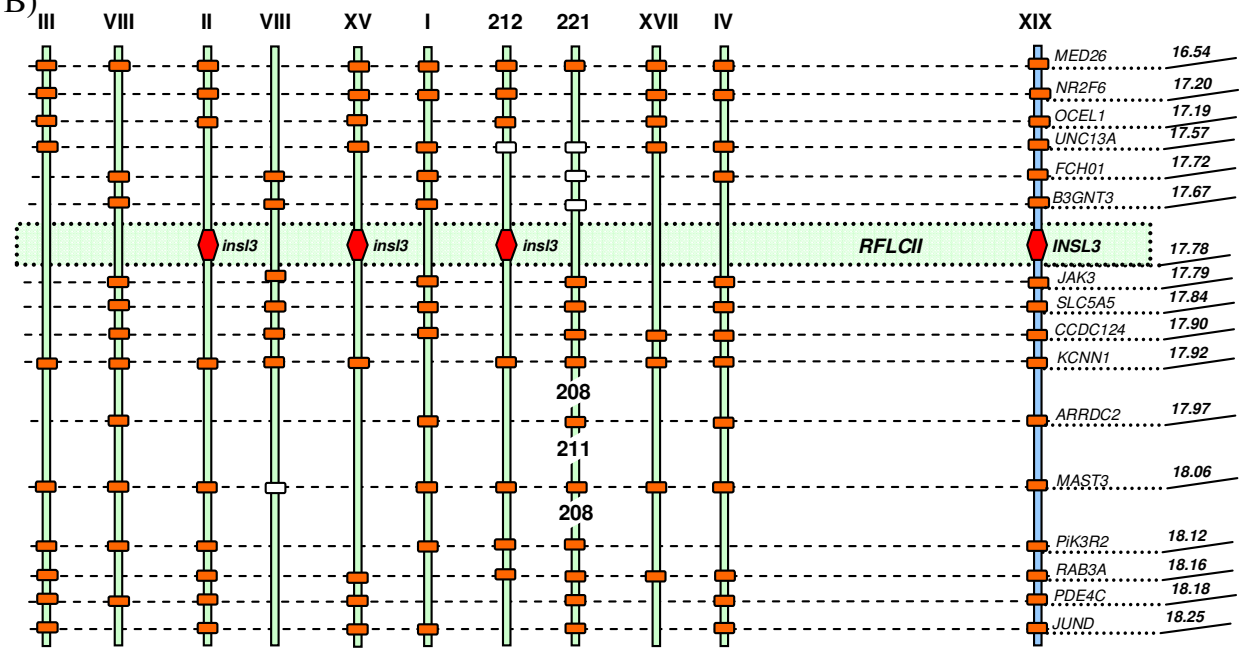 B)
III VIII II VIII XV I 212 221 XVII IV XIX
MED26 16.54
NR2F6 17.20
OCEL1 17.19
UNC13A 17.57
FCH01 17.72
B3GNT3 17.67
insl3 insl3 insl3 RFLCII INSL3 17.78
JAK3 17.79
SLC5A5 17.84
CCDC124 17.90
KCNN1 17.92
208
ARRDC2 17.97
211
MAST3 18.06
208
PiK3R2 18.12
RAB3A 18.16
PDE4C 18.18
JUND 18.25